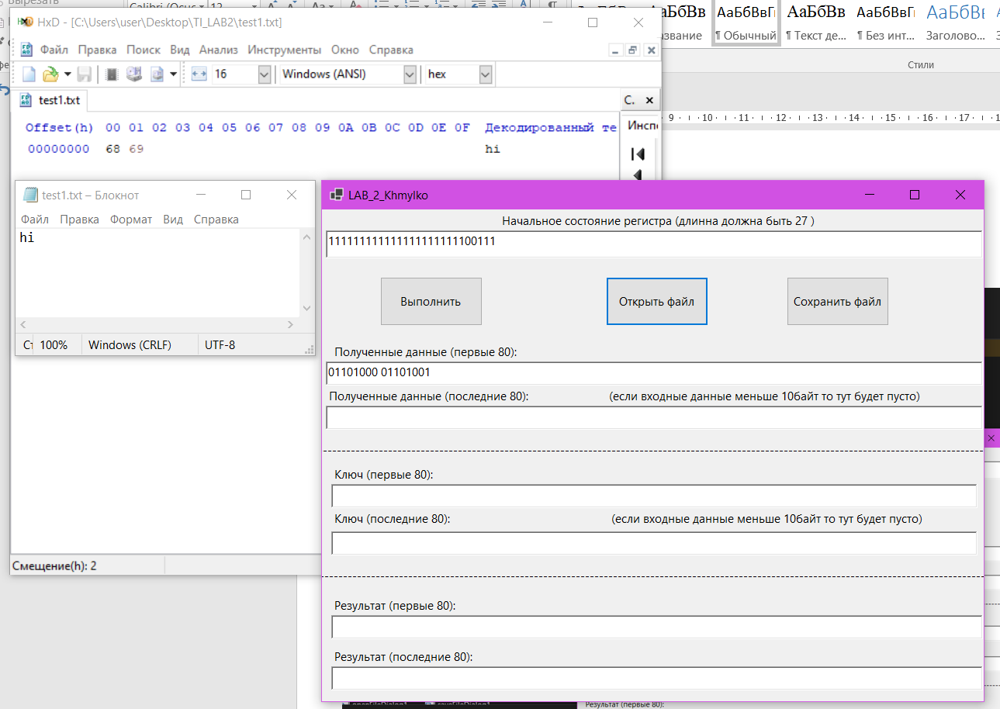 HxD - [C:\Users\user\Desktop\TI_LAB2\test1.txt]
Файл Правка Поиск Вид Анализ Инструменты Окно Справка
16 Windows (ANSI) hex
test1.txt
С.
Offset(h) 00 01 02 03 04 05 06 07 08 09 0A 0B 0C 0D 0E 0F Декодированный те
00000000 68 69 hi
Смещение(h): 2
АаБбВвГг АаБбВв АаБбВвГг
¶ Обычный ¶ Текст де... ¶ Без инт... Заголово...
Стили
9 10 11 12 13 14 15 16 17
test1.txt – Блокнот
Файл Правка Формат Вид Справка
hi
100% Windows (CRLF) UTF-8
LAB_2_Khmylko
Начальное состояние регистра (длинна должна быть 27 )
111111111111111111111100111
Выполнить Открыть файл Сохранить файл
Полученные данные (первые 80):
01101000 01101001
Полученные данные (последние 80): (если входные данные меньше 10байт то тут будет пусто)
Ключ (первые 80):
Ключ (последние 80): (если входные данные меньше 10байт то тут будет пусто)
Результат (первые 80):
Результат (последние 80):
Результат (первые 80):